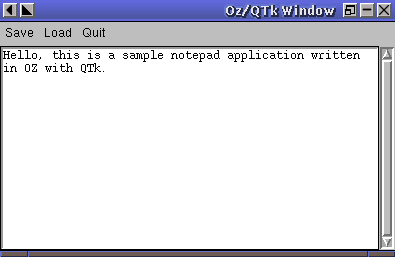 Oz/QTk Window
Save Load Quit
Hello, this is a sample notepad application written
in OZ with QTk.